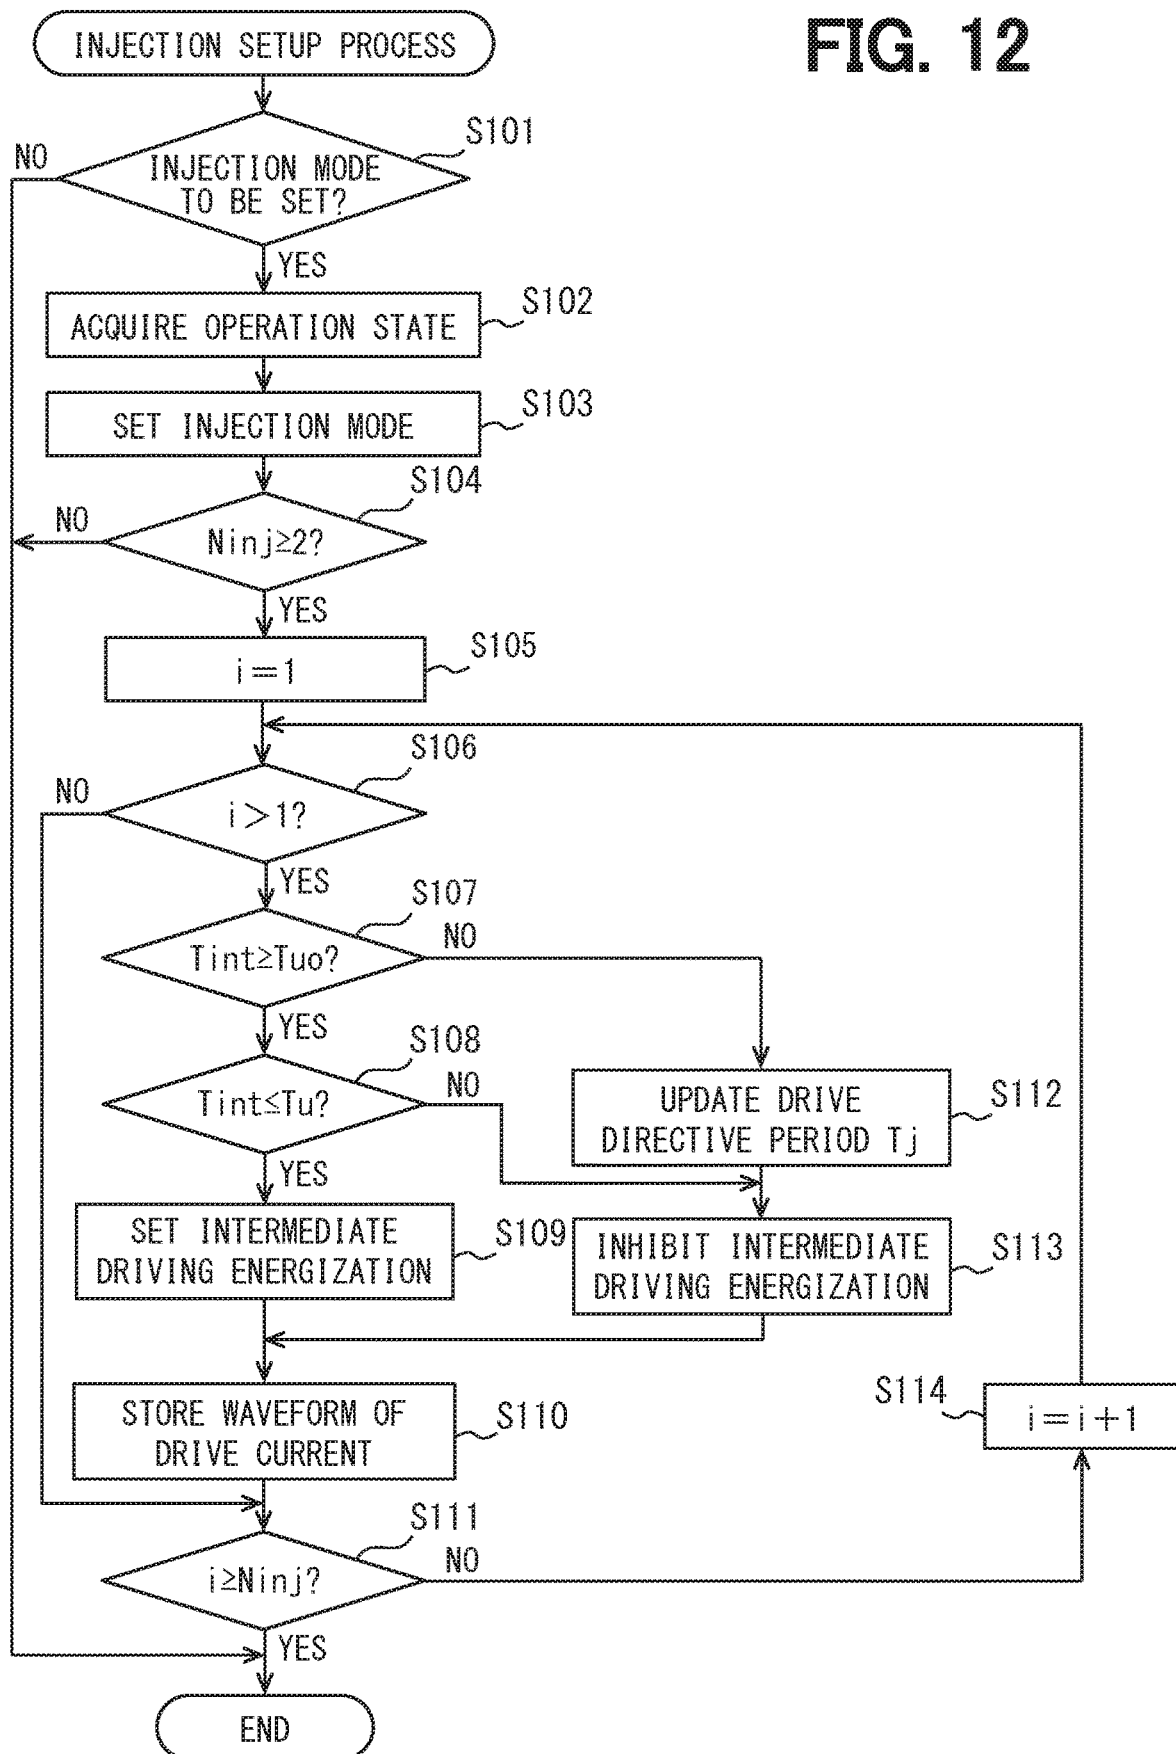 FIG. 12
INJECTION SETUP PROCESS
S101
NO
INJECTION MODE
TO BE SET?
YES
S102
ACQUIRE OPERATION STATE
S103
SET INJECTION MODE
S104
NO
Ninj≥2?
YES
S105
i=1
S106
NO
i>1?
YES
S107
NO
Tint≥Tuo?
YES
S108
NO
Tint≤Tu?
YES
UPDATE DRIVE
DIRECTIVE PERIOD Tj
S112
SET INTERMEDIATE
DRIVING ENERGIZATION
S109
INHIBIT INTERMEDIATE
DRIVING ENERGIZATION
S113
STORE WAVEFORM OF
DRIVE CURRENT
S110
S114
i=i+1
S111
NO
i≥Ninj?
YES
END